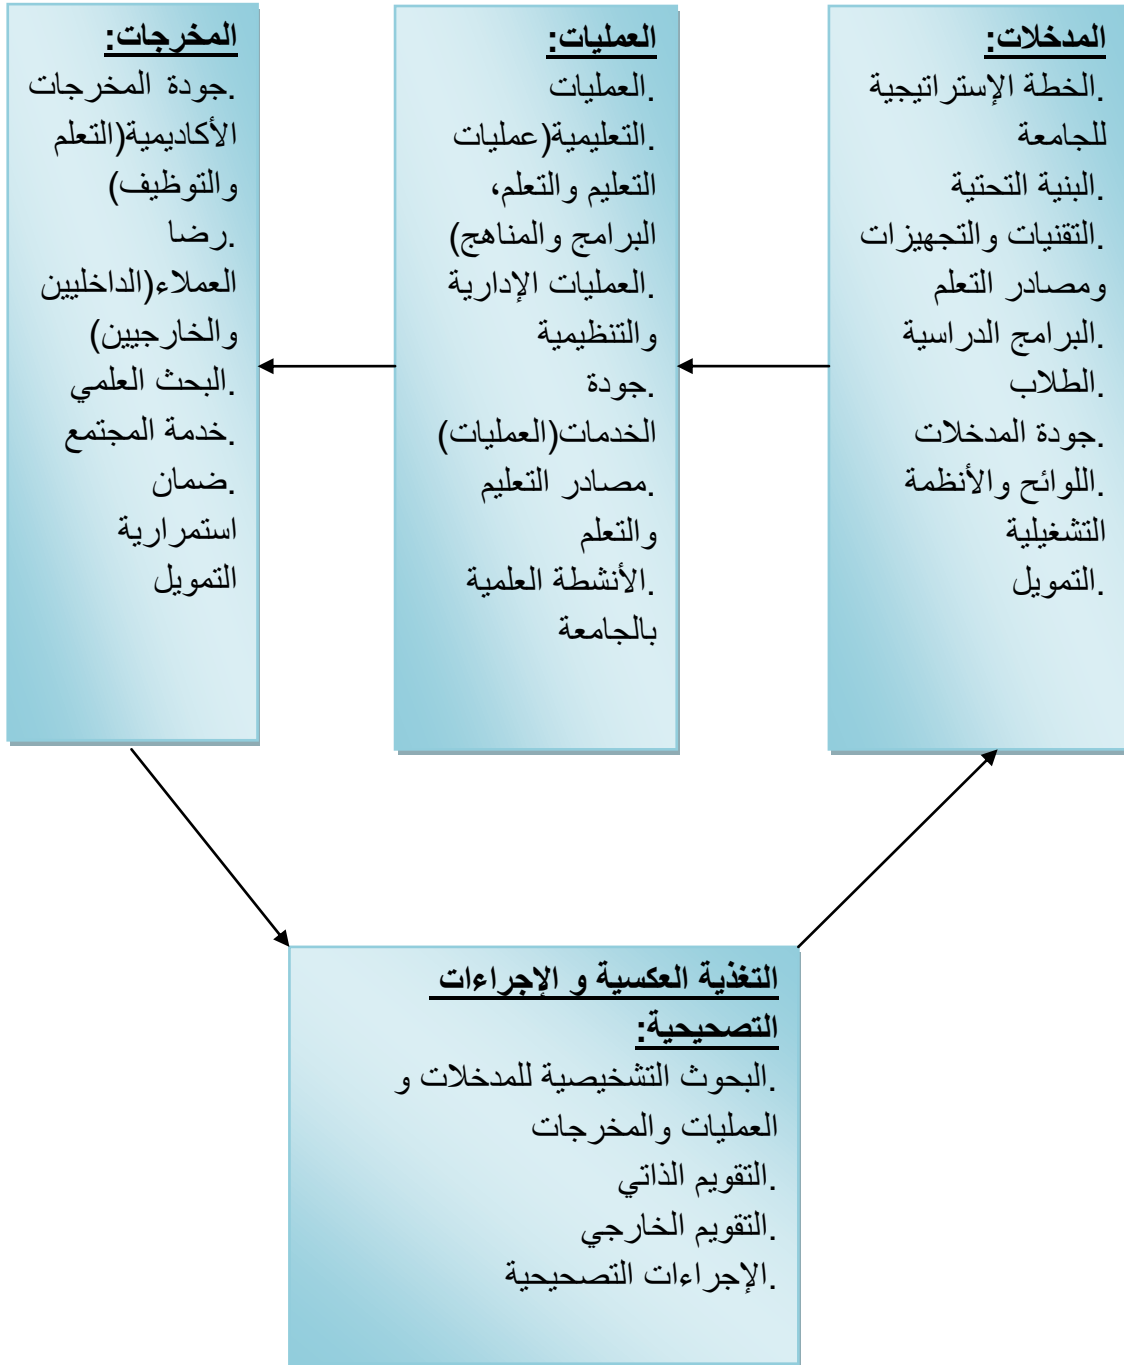 المدخلات:
.الخطة الإستراتيجية
للجامعة
.البنية التحتية
.التقنيات والتجهيزات
ومصادر التعلم
.البرامج الدراسية
.الطلاب
.جودة المدخلات
.اللوائح والأنظمة
التشغيلية
.التمويل
العمليات:
.العمليات
.التعليمية(عمليات
التعليم والتعلم،
البرامج والمناهج)
.العمليات الإدارية
والتنظيمية
.جودة
الخدمات(العمليات)
.مصادر التعليم
والتعلم
.الأنشطة العلمية
بالجامعة
المخرجات:
.جودة المخرجات
الأكاديمية(التعلم
والتوظيف)
.رضا
العملاء(الداخليين
والخارجيين)
.البحث العلمي
.خدمة المجتمع
.ضمان
استمرارية
التمويل
التغذية العكسية و الإجراءات
التصحيحية:
.البحوث التشخيصية للمدخلات و
العمليات والمخرجات
.التقويم الذاتي
.التقويم الخارجي
.الإجراءات التصحيحية